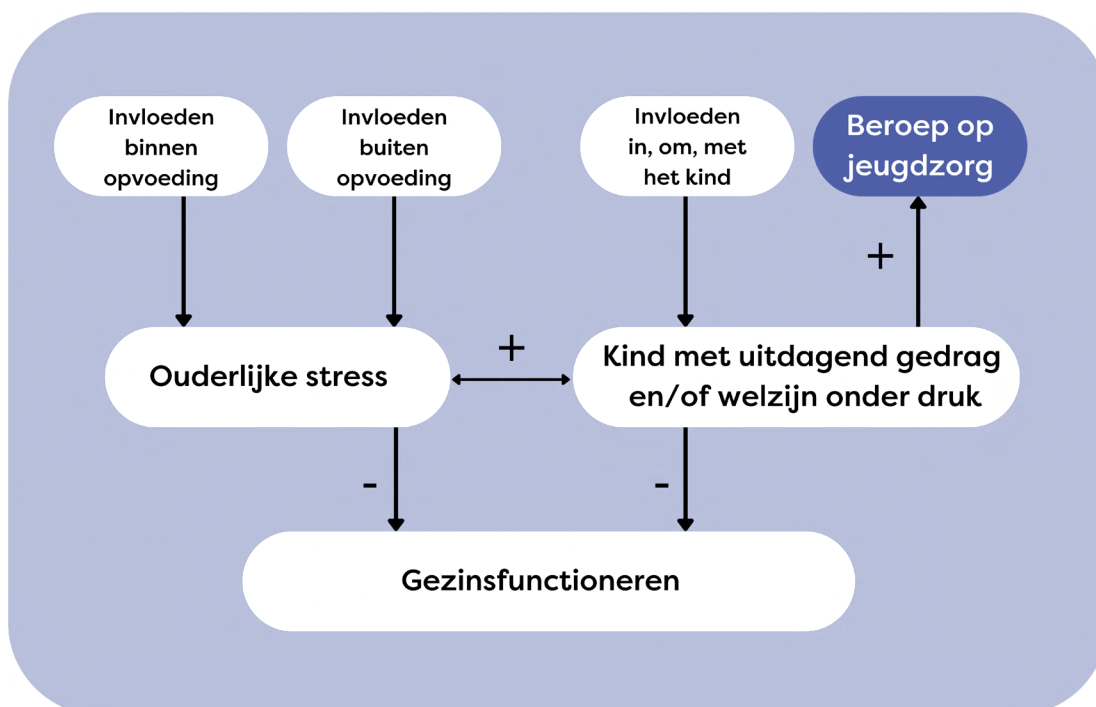 Invloeden
binnen
opvoeding
Invloeden
buiten
opvoeding
Invloeden
in, om, met
het kind
Beroep op
jeugdzorg
+
Ouderlijke stress
+
Kind met uitdagend gedrag
en/of welzijn onder druk
-
-
Gezinsfunctioneren